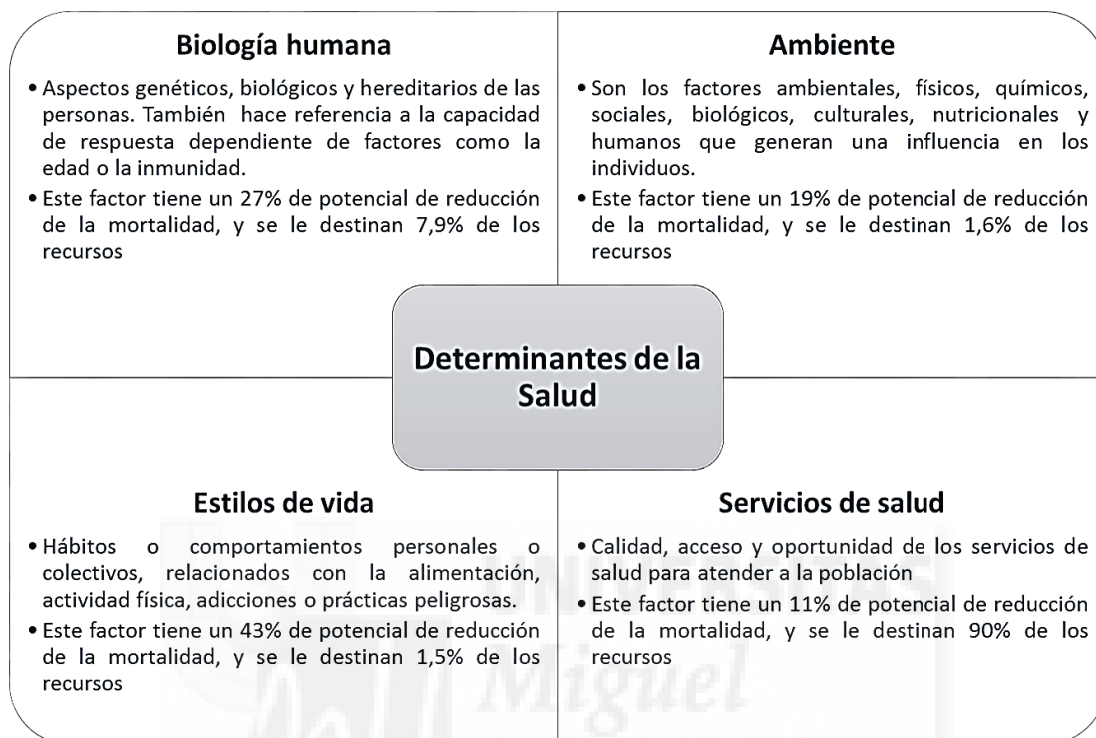 Biología humana
• Aspectos genéticos, biológicos y hereditarios de las
personas. También hace referencia a la capacidad
de respuesta dependiente de factores como la
edad o la inmunidad.
• Este factor tiene un 27% de potencial de reducción
de la mortalidad, y se le destinan 7,9% de los
recursos
Ambiente
• Son los factores ambientales, físicos, químicos,
sociales, biológicos, culturales, nutricionales y
humanos que generan una influencia en los
individuos.
• Este factor tiene un 19% de potencial de reducción
de la mortalidad, y se le destinan 1,6% de los
recursos
Determinantes de la
Salud
Estilos de vida
• Hábitos o comportamientos personales o
colectivos, relacionados con la alimentación,
actividad física, adicciones o prácticas peligrosas.
• Este factor tiene un 43% de potencial de reducción
de la mortalidad, y se le destinan 1,5% de los
recursos
Servicios de salud
• Calidad, acceso y oportunidad de los servicios de
salud para atender a la población
• Este factor tiene un 11% de potencial de reducción
de la mortalidad, y se le destinan 90% de los
recursos
UNIVERSITAS
Miguel